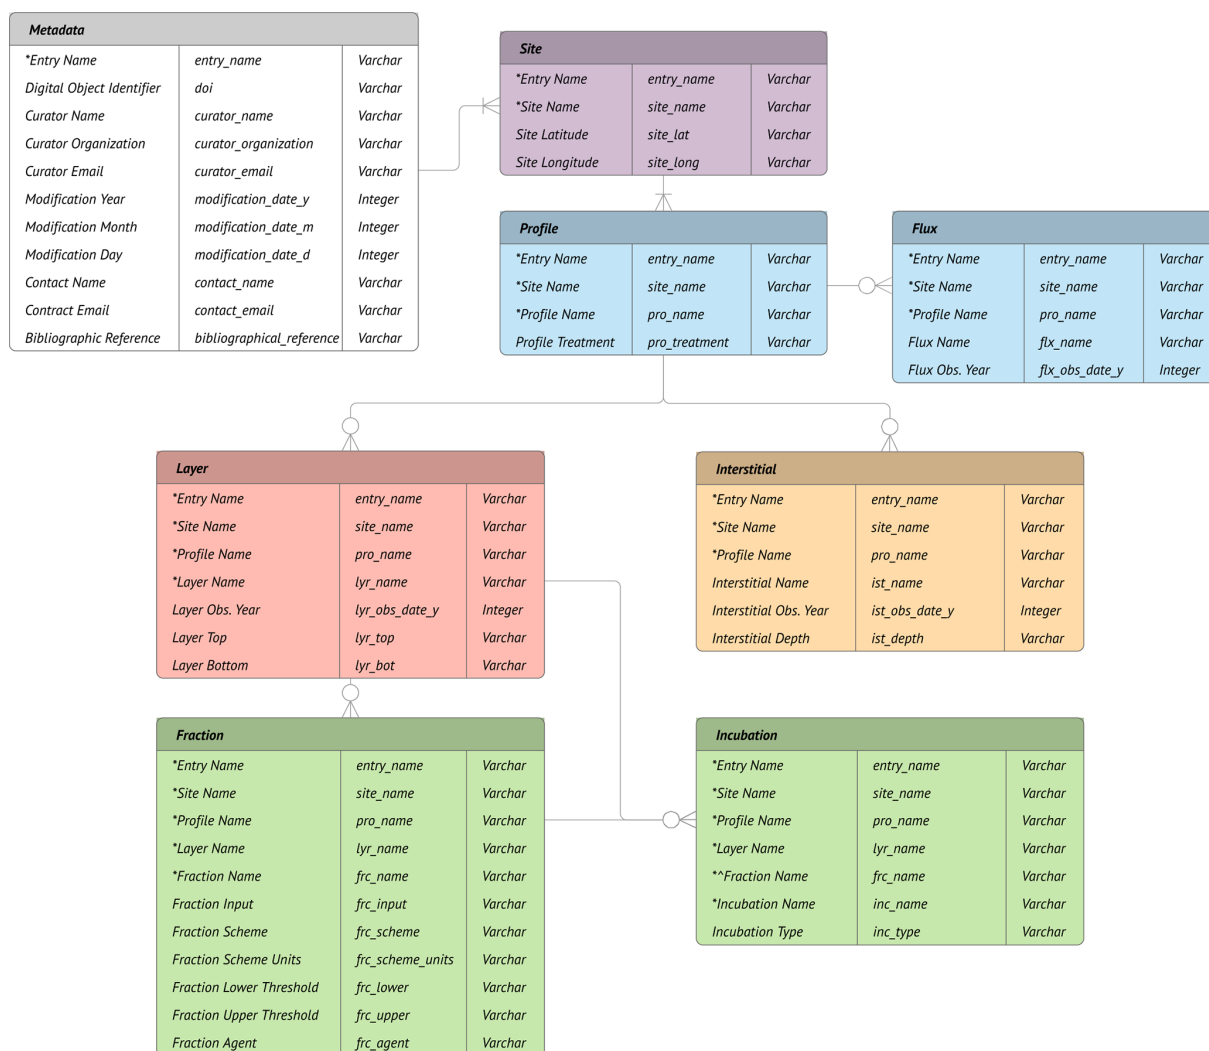 Metadata
*Entry Name entry_name Varchar
Digital Object Identifier doi Varchar
Curator Name curator_name Varchar
Curator Organization curator_organization Varchar
Curator Email curator_email Varchar
Modification Year modification_date_y Integer
Modification Month modification_date_m Integer
Modification Day modification_date_d Integer
Contact Name contact_name Varchar
Contract Email contact_email Varchar
Bibliographic Reference bibliographical_reference Varchar
Site
*Entry Name entry_name Varchar
*Site Name site_name Varchar
Site Latitude site_lat Varchar
Site Longitude site_long Varchar
Profile
*Entry Name entry_name Varchar
*Site Name site_name Varchar
*Profile Name pro_name Varchar
Profile Treatment pro_treatment Varchar
Flux
*Entry Name entry_name Varchar
*Site Name site_name Varchar
*Profile Name pro_name Varchar
Flux Name flx_name Varchar
Flux Obs. Year flx_obs_date_y Integer
Layer
*Entry Name entry_name Varchar
*Site Name site_name Varchar
*Profile Name pro_name Varchar
*Layer Name lyr_name Varchar
Layer Obs. Year lyr_obs_date_y Integer
Layer Top lyr_top Varchar
Layer Bottom lyr_bot Varchar
Interstitial
*Entry Name entry_name Varchar
*Site Name site_name Varchar
*Profile Name pro_name Varchar
Interstitial Name ist_name Varchar
Interstitial Obs. Year ist_obs_date_y Integer
Interstitial Depth ist_depth Varchar
Fraction
*Entry Name entry_name Varchar
*Site Name site_name Varchar
*Profile Name pro_name Varchar
*Layer Name lyr_name Varchar
*Fraction Name frc_name Varchar
Fraction Input frc_input Varchar
Fraction Scheme frc_scheme Varchar
Fraction Scheme Units frc_scheme_units Varchar
Fraction Lower Threshold frc_lower Varchar
Fraction Upper Threshold frc_upper Varchar
Fraction Agent frc_agent Varchar
Incubation
*Entry Name entry_name Varchar
*Site Name site_name Varchar
*Profile Name pro_name Varchar
*Layer Name lyr_name Varchar
*^Fraction Name frc_name Varchar
*Incubation Name inc_name Varchar
Incubation Type inc_type Varchar